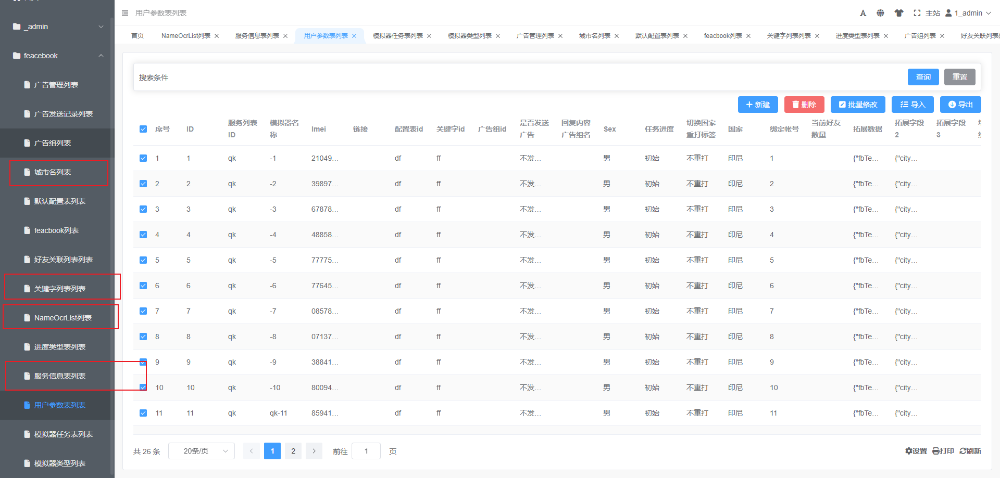 _admin
feacebook
广告管理列表
广告发送记录列表
广告组列表
城市名列表
默认配置表列表
feacbook列表
好友关联列表列表
关键字列表列表
NameOcrList列表
进度类型表列表
服务信息表列表
用户参数表列表
模拟器任务表列表
模拟器类型列表
用户参数表列表
主站 1_admin
首页 NameOcrList列表 服务信息表列表 用户参数表列表 模拟器任务表列表 模拟器类型列表 广告管理列表 城市名列表 默认配置表列表 feacbook列表 关键字列表列表 进度类型表列表 广告组列表 好友关联列表
搜索条件 查询 重置
新建 删除 批量修改 导入 导出
序号 ID 服务列表ID 模拟器名称 Imei 链接 配置表id 关键字id 广告组id 是否发送广告 回复内容广告组名 Sex 任务进度 切换国家重打标签 国家 绑定帐号 当前好友数量 拓展数据 拓展字段2 拓展字段3
1 1 qk -1 21049... df ff 不发... 男 初始 不重打 印尼 1 {"fbTe... {"city...
2 2 qk -2 39897... df ff 不发... 男 初始 不重打 印尼 2 {"fbTe... {"city...
3 3 qk -3 67878... df ff 不发... 男 初始 不重打 印尼 3 {"fbTe... {"city...
4 4 qk -4 48858... df ff 不发... 男 初始 不重打 印尼 4 {"fbTe... {"city...
5 5 qk -5 77775... df ff 不发... 男 初始 不重打 印尼 5 {"fbTe... {"city...
6 6 qk -6 77645... df ff 不发... 男 初始 不重打 印尼 6 {"fbTe... {"city...
7 7 qk -7 08578... df ff 不发... 男 初始 不重打 印尼 7 {"fbTe... {"city...
8 8 qk -8 07137... df ff 不发... 男 初始 不重打 印尼 8 {"fbTe... {"city...
9 9 qk -9 38841... df ff 不发... 男 初始 不重打 印尼 9 {"fbTe... {"city...
10 10 qk -10 80094... df ff 不发... 男 初始 不重打 印尼 10 {"fbTe... {"city...
11 11 qk qk-11 85941... df ff 不发... 男 初始 不重打 印尼 11 {"fbTe... {"city...
共 26 条 20条/页 1 2 前往 1 页 设置 打印 刷新